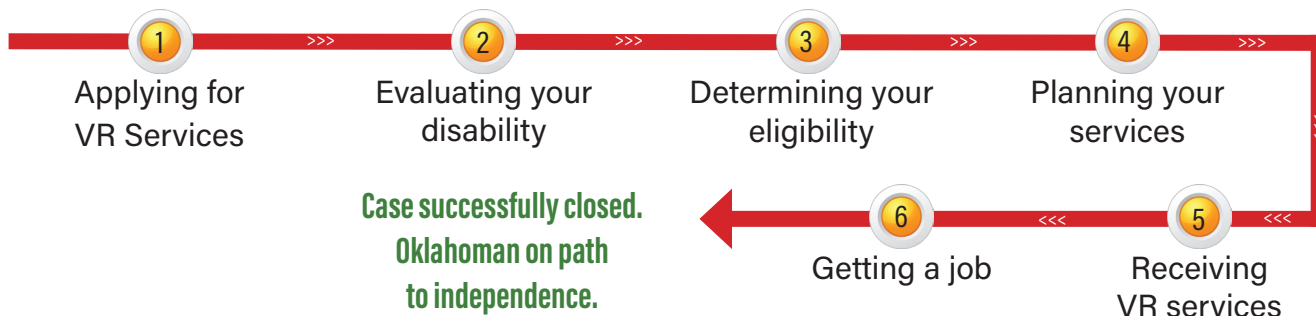 1
>>>
2
>>>
3
>>>
4
>>>
Applying for
VR Services
Evaluating your
disability
Determining your
eligibility
Planning your
services
>>>
5
<<<
6
<<<
Receiving
VR services
Getting a job
Case successfully closed.
Oklahoman on path
to independence.